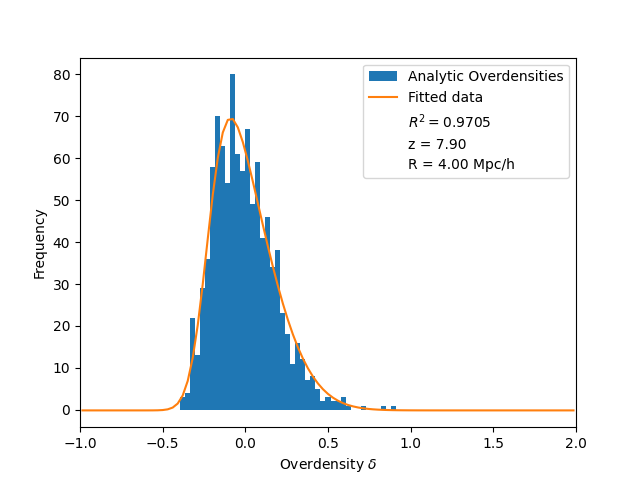 80
70
60
50
40
30
20
10
0
Frequency
−1.0 −0.5 0.0 0.5 1.0 1.5 2.0
Overdensity δ
Analytic Overdensities
Fitted data
R² = 0.9705
z = 7.90
R = 4.00 Mpc/h